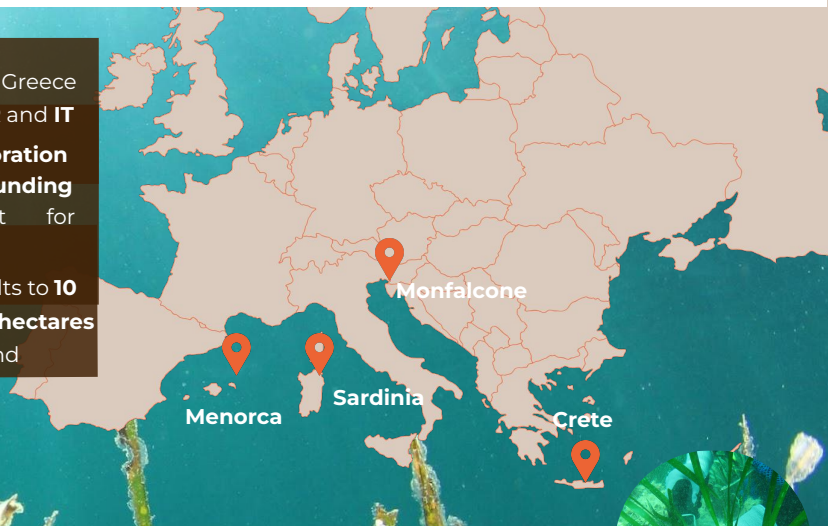 Greece
and IT
oration
unding
t for
lts to 10
hectares
nd
Monfalcone
Sardinia
Menorca
Crete